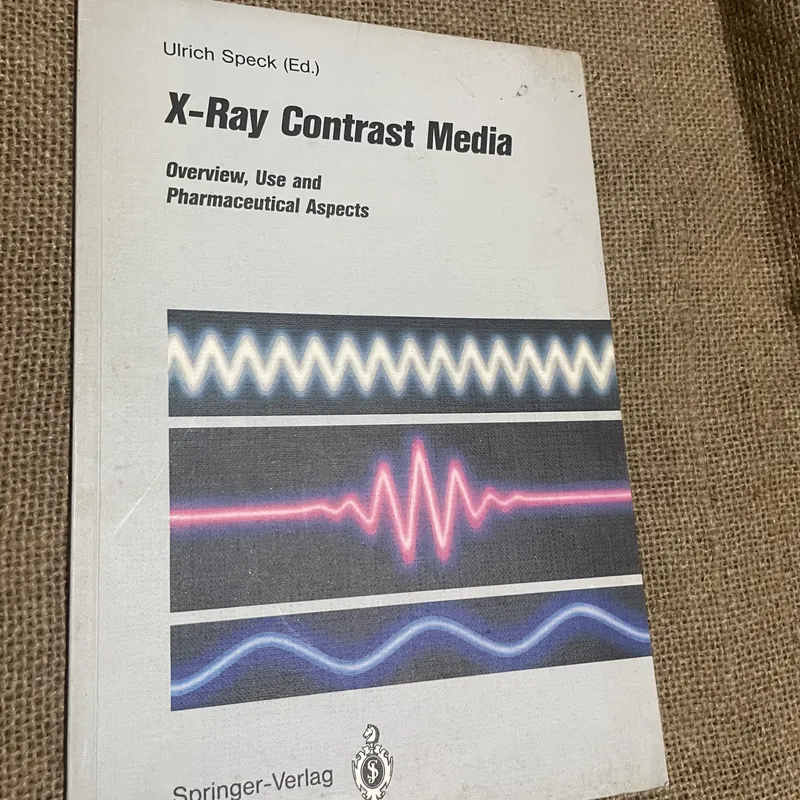 Ulrich Speck (Ed.)
X-Ray Contrast Media
Overview, Use and
Pharmaceutical Aspects
Springer-Verlag